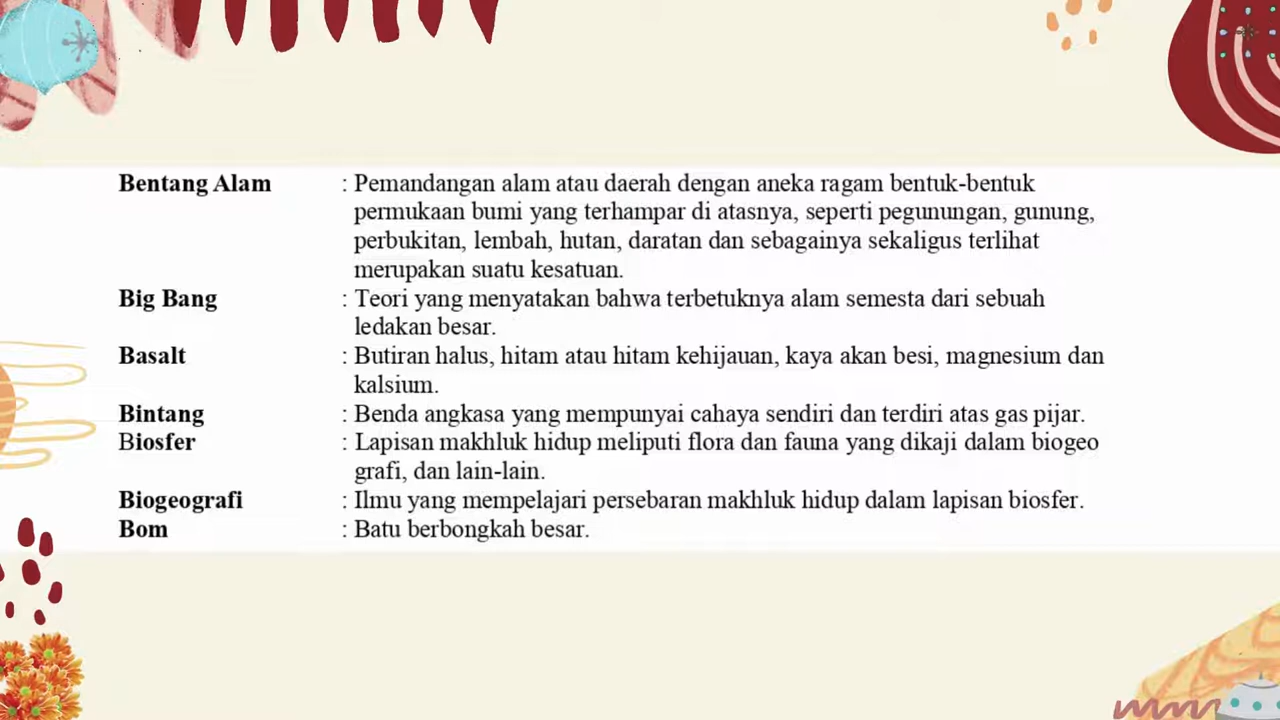 Bentang Alam : Pemandangan alam atau daerah dengan aneka ragam bentuk-bentuk
permukaan bumi yang terhampar di atasnya, seperti pegunungan, gunung,
perbukitan, lembah, hutan, daratan dan sebagainya sekaligus terlihat
merupakan suatu kesatuan.
Big Bang : Teori yang menyatakan bahwa terbetuknya alam semesta dari sebuah
ledakan besar.
Basalt : Butiran halus, hitam atau hitam kehijauan, kaya akan besi, magnesium dan
kalsium.
Bintang : Benda angkasa yang mempunyai cahaya sendiri dan terdiri atas gas pijar.
Biosfer : Lapisan makhluk hidup meliputi flora dan fauna yang dikaji dalam biogeo
grafi, dan lain-lain.
Biogeografi : Ilmu yang mempelajari persebaran makhluk hidup dalam lapisan biosfer.
Bom : Batu berbongkah besar.